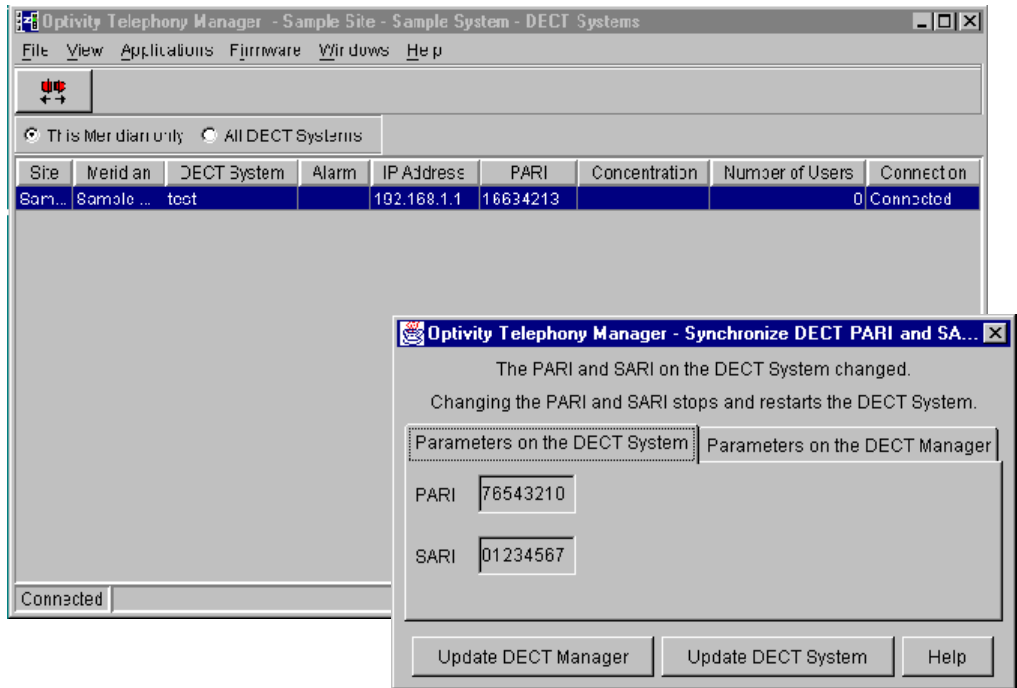 Optivity Telephony Manager - Sample Site - Sample System - DECT Systems
File View Applications Firmware Windows Help
This Meridian only All DECT Systems
Site Meridian DECT System Alarm IP Address PARI Concentration Number of Users Connection
Sam... Sample ... test 192.168.1.1 16634213 0 Connected
Optivity Telephony Manager - Synchronize DECT PARI and SA...
The PARI and SARI on the DECT System changed.
Changing the PARI and SARI stops and restarts the DECT System.
Parameters on the DECT System Parameters on the DECT Manager
PARI 76543210
SARI 01234567
Connected
Update DECT Manager Update DECT System Help